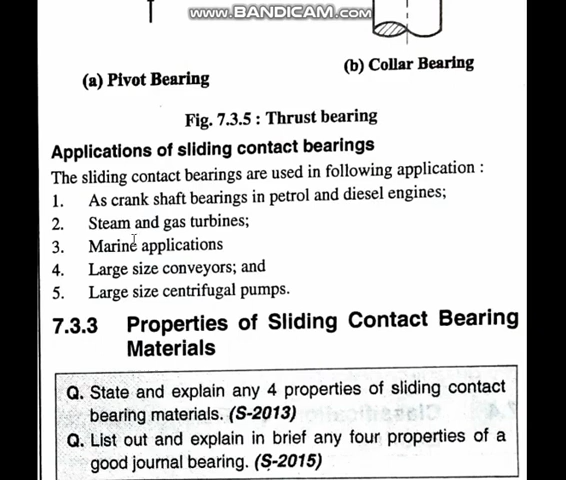 www.BANDICAM.com
(a) Pivot Bearing
(b) Collar Bearing
Fig. 7.3.5 : Thrust bearing
Applications of sliding contact bearings
The sliding contact bearings are used in following application :
1. As crank shaft bearings in petrol and diesel engines;
2. Steam and gas turbines;
3. Marine applications
4. Large size conveyors; and
5. Large size centrifugal pumps.
7.3.3 Properties of Sliding Contact Bearing
Materials
Q. State and explain any 4 properties of sliding contact
bearing materials. (S-2013)
Q. List out and explain in brief any four properties of a
good journal bearing. (S-2015)